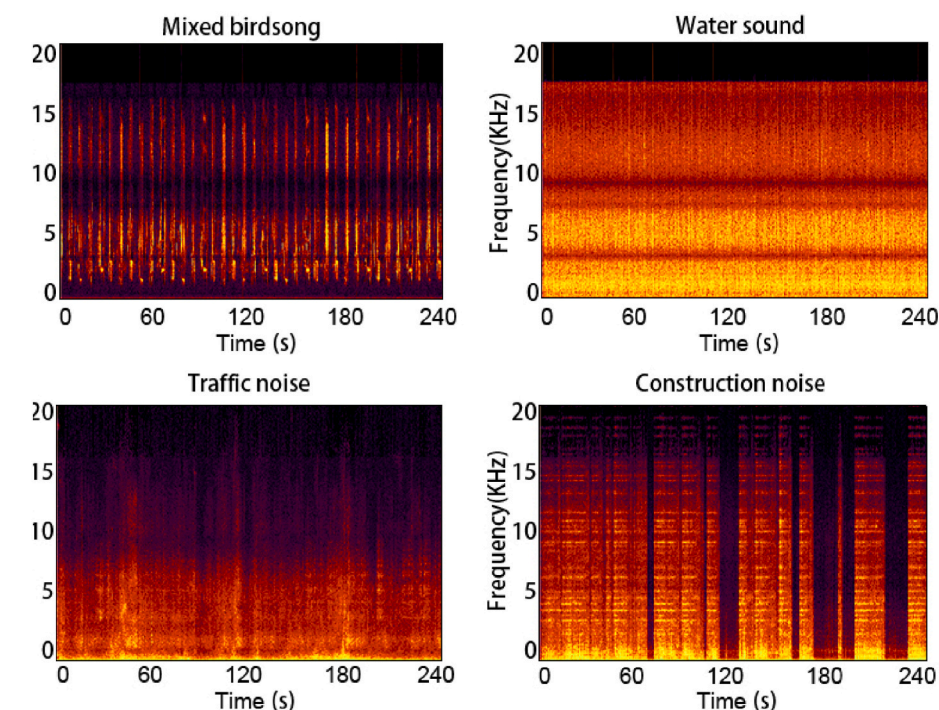 Mixed birdsong
20
15
10
5
0
0 60 120 180 240
Time (s)
Water sound
Frequency(KHz)
20
15
10
5
0
0 60 120 180 240
Time (s)
Traffic noise
20
15
10
5
0
0 60 120 180 240
Time (s)
Construction noise
Frequency(KHz)
20
15
10
5
0
0 60 120 180 240
Time (s)